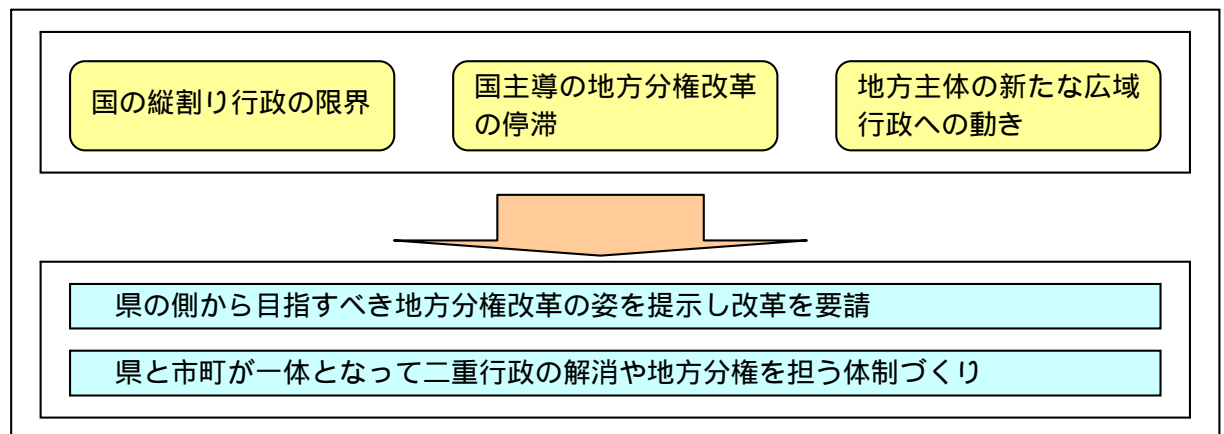 国の縦割り行政の限界
国主導の地方分権改革
の停滞
地方主体の新たな広域
行政への動き
県の側から目指すべき地方分権改革の姿を提示し改革を要請
県と市町が一体となって二重行政の解消や地方分権を担う体制づくり